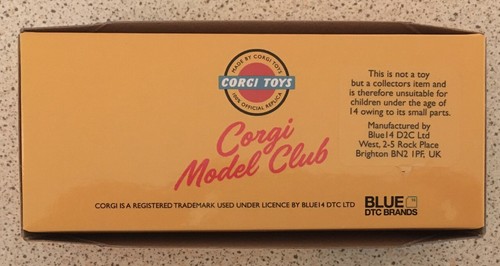 MADE BY CORGI TOYS
CORGI TOYS
100% OFFICIAL REPLICA
Corgi
Model Club
This is not a toy
but a collectors item and
is therefore unsuitable for
children under the age of
14 owing to its small parts.
Manufactured by
Blue14 D2C Ltd
West, 2-5 Rock Place
Brighton BN2 1PF, UK
CORGI IS A REGISTERED TRADEMARK USED UNDER LICENCE BY BLUE14 DTC LTD
BLUE
DTC BRANDS